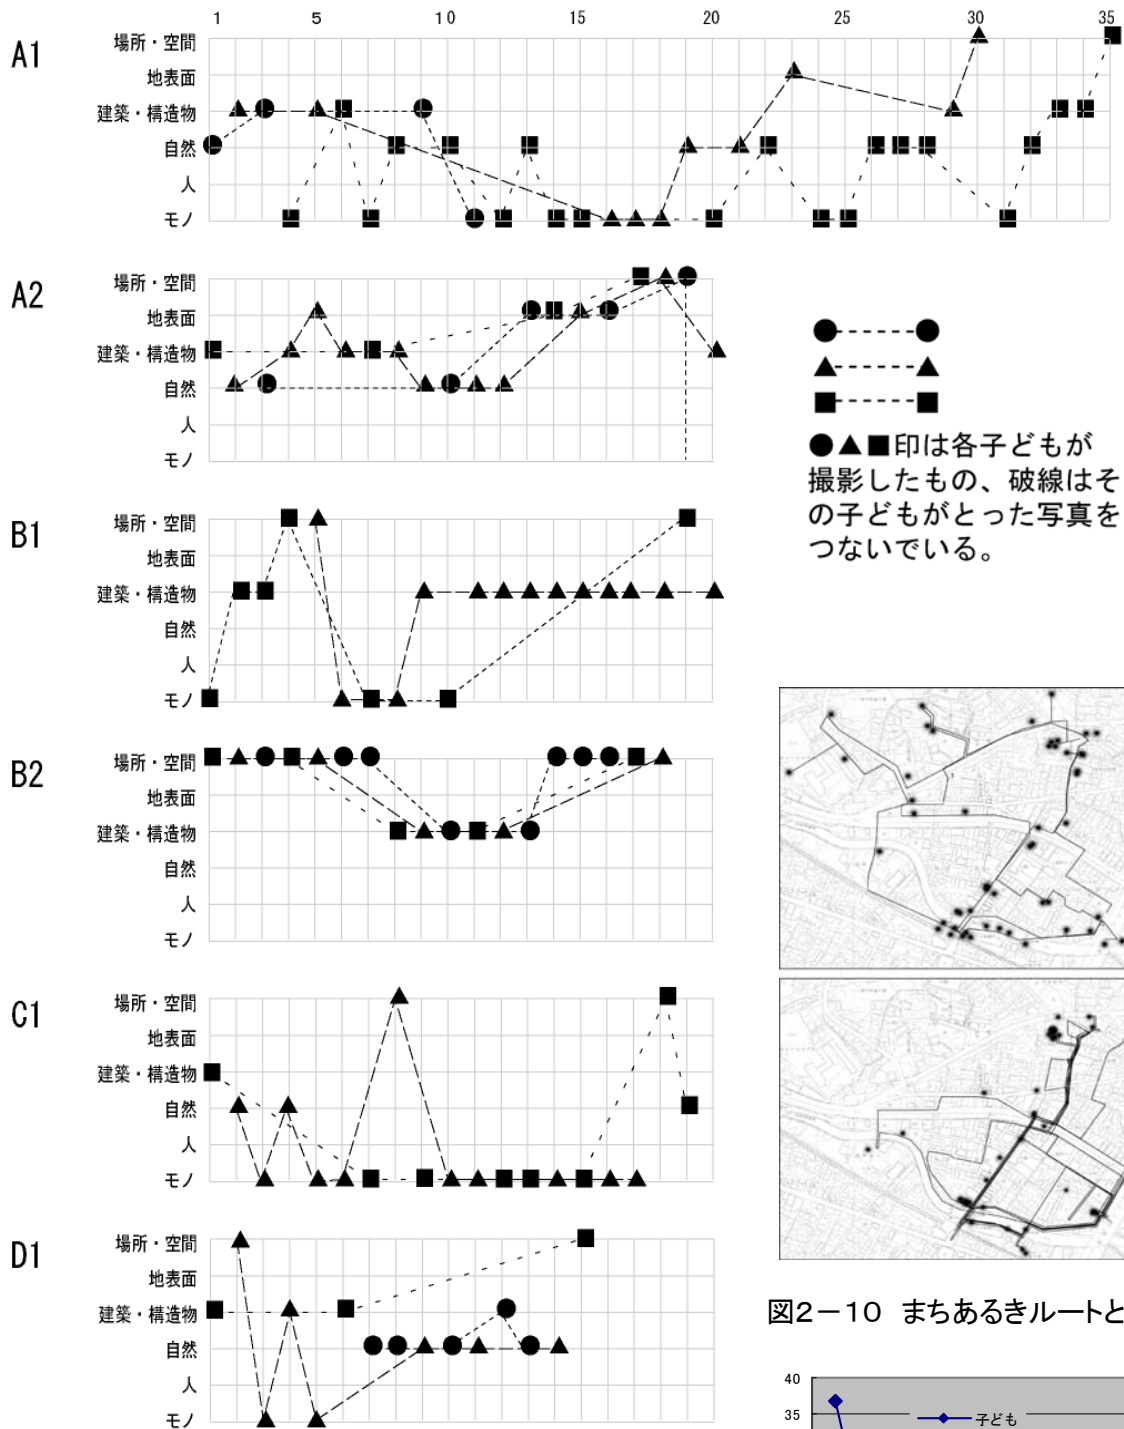 1 5 10 15 20 25 30 35
A1
場所・空間
地表面
建築・構造物
自然
人
モノ
A2
場所・空間
地表面
建築・構造物
自然
人
モノ
●▲■印は各子どもが
撮影したもの、破線はそ
の子どもがとった写真を
つないでいる。
B1
場所・空間
地表面
建築・構造物
自然
人
モノ
B2
場所・空間
地表面
建築・構造物
自然
人
モノ
C1
場所・空間
地表面
建築・構造物
自然
人
モノ
D1
場所・空間
地表面
建築・構造物
自然
人
モノ
図2－10 まちあるきルートと
40
35
子ども